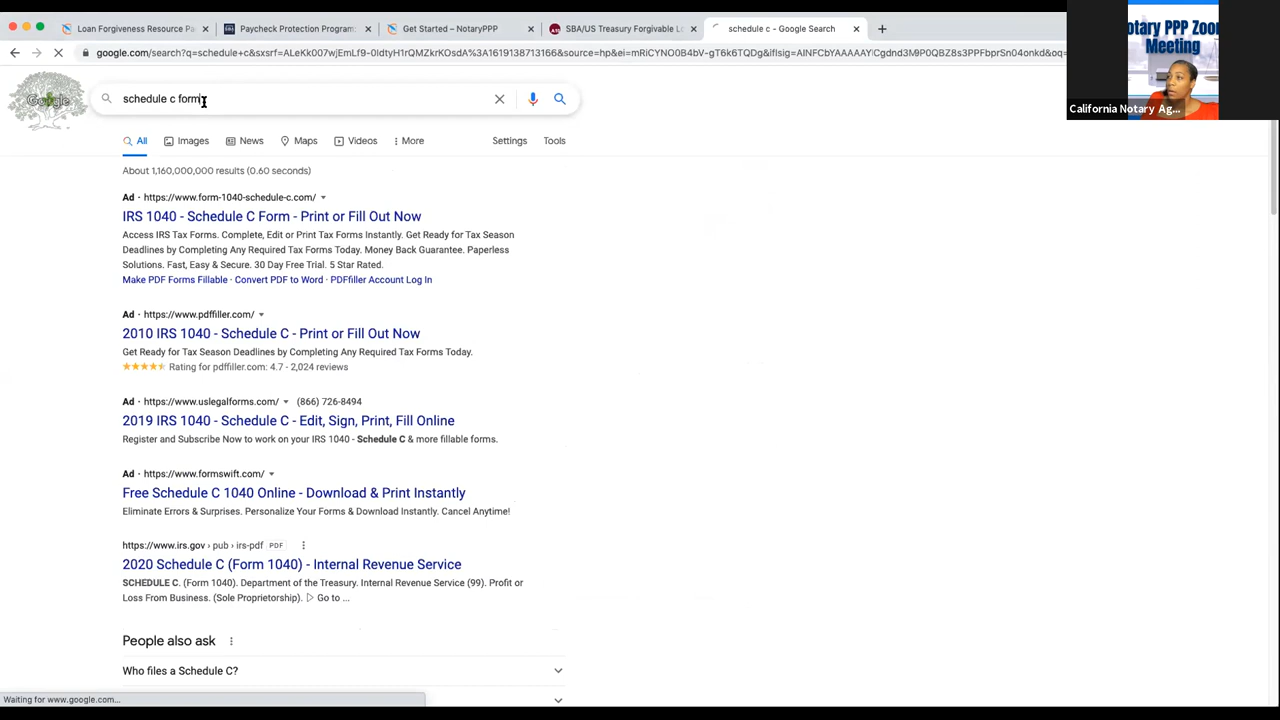 Loan Forgiveness Resource Pa
Paycheck Protection Program
Get Started – NotaryPPP
SBA/US Treasury Forgivable Lo
schedule c - Google Search
google.com/search?q=schedule+c&sxsrf=
otary PPP Zoom
Meeting
California Notary Ag...
Google
schedule c form
All
Images
News
Maps
Videos
More
Settings
Tools
About 1,160,000,000 results (0.60 seconds)
Ad · https://www.form-1040-schedule-c.com/
IRS 1040 - Schedule C Form - Print or Fill Out Now
Access IRS Tax Forms. Complete, Edit or Print Tax Forms Instantly. Get Ready for Tax Season
Deadlines by Completing Any Required Tax Forms Today. Money Back Guarantee. Paperless
Solutions. Fast, Easy & Secure. 30 Day Free Trial. 5 Star Rated.
Make PDF Forms Fillable · Convert PDF to Word · PDFfiller Account Log In
Ad · https://www.pdffiller.com/
2010 IRS 1040 - Schedule C - Print or Fill Out Now
Get Ready for Tax Season Deadlines by Completing Any Required Tax Forms Today.
Rating for pdffiller.com: 4.7 - 2,024 reviews
Ad · https://www.uslegalforms.com/ (866) 726-8494
2019 IRS 1040 - Schedule C - Edit, Sign, Print, Fill Online
Register and Subscribe Now to work on your IRS 1040 - Schedule C & more fillable forms.
Ad · https://www.formswift.com/
Free Schedule C 1040 Online - Download & Print Instantly
Eliminate Errors & Surprises. Personalize Your Forms & Download Instantly. Cancel Anytime!
https://www.irs.gov › pub › irs-pdf PDF
2020 Schedule C (Form 1040) - Internal Revenue Service
SCHEDULE C. (Form 1040). Department of the Treasury. Internal Revenue Service (99). Profit or
Loss From Business. (Sole Proprietorship). ▷ Go to ...
People also ask
Who files a Schedule C?
Waiting for www.google.com...